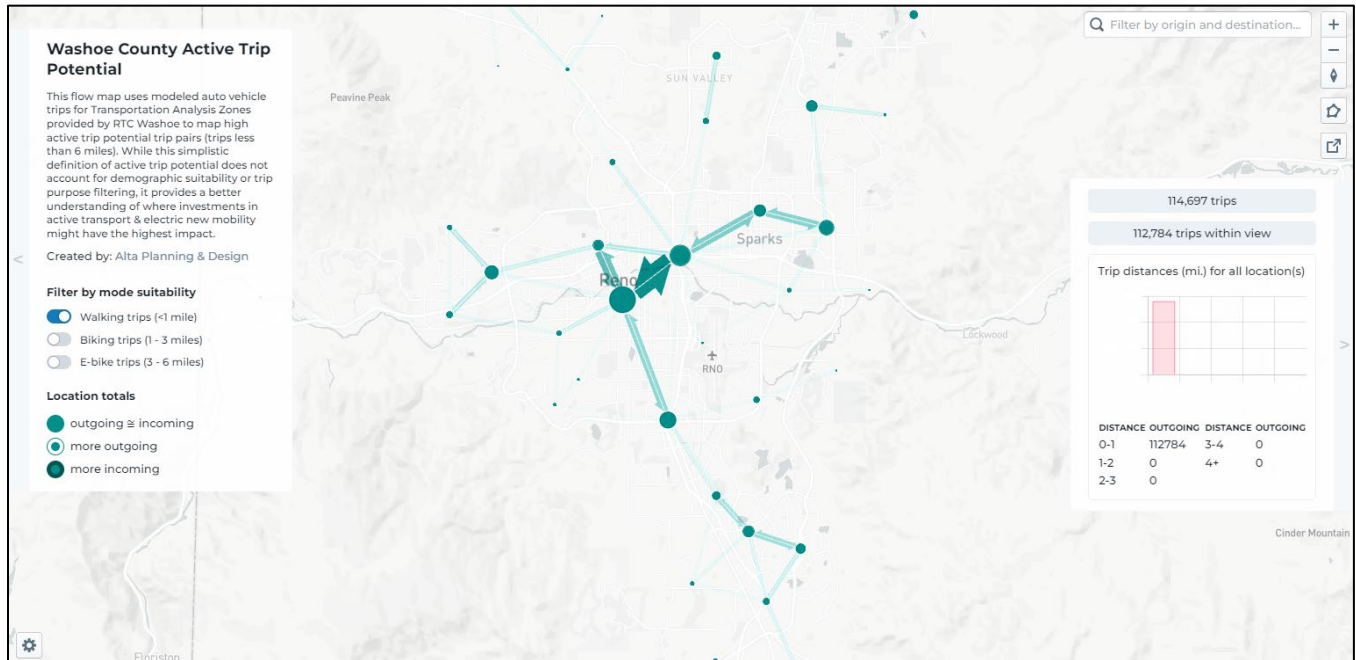 Washoe County Active Trip
Potential
This flow map uses modeled auto vehicle
trips for Transportation Analysis Zones
provided by RTC Washoe to map high
active trip potential trip pairs (trips less
than 6 miles). While this simplistic
definition of active trip potential does not
account for demographic suitability or trip
purpose filtering, it provides a better
understanding of where investments in
active transport & electric new mobility
might have the highest impact.
Created by: Alta Planning & Design
Filter by mode suitability
Walking trips (<1 mile)
Biking trips (1 - 3 miles)
E-bike trips (3 - 6 miles)
Location totals
outgoing ≅ incoming
more outgoing
more incoming
Peavine Peak
SUN VALLEY
Sparks
Reno
RNO
Lockwood
Cinder Mountain
Floriston
Filter by origin and destination...
114,697 trips
112,784 trips within view
Trip distances (mi.) for all location(s)
DISTANCE OUTGOING DISTANCE OUTGOING
0-1 112784 3-4 0
1-2 0 4+ 0
2-3 0